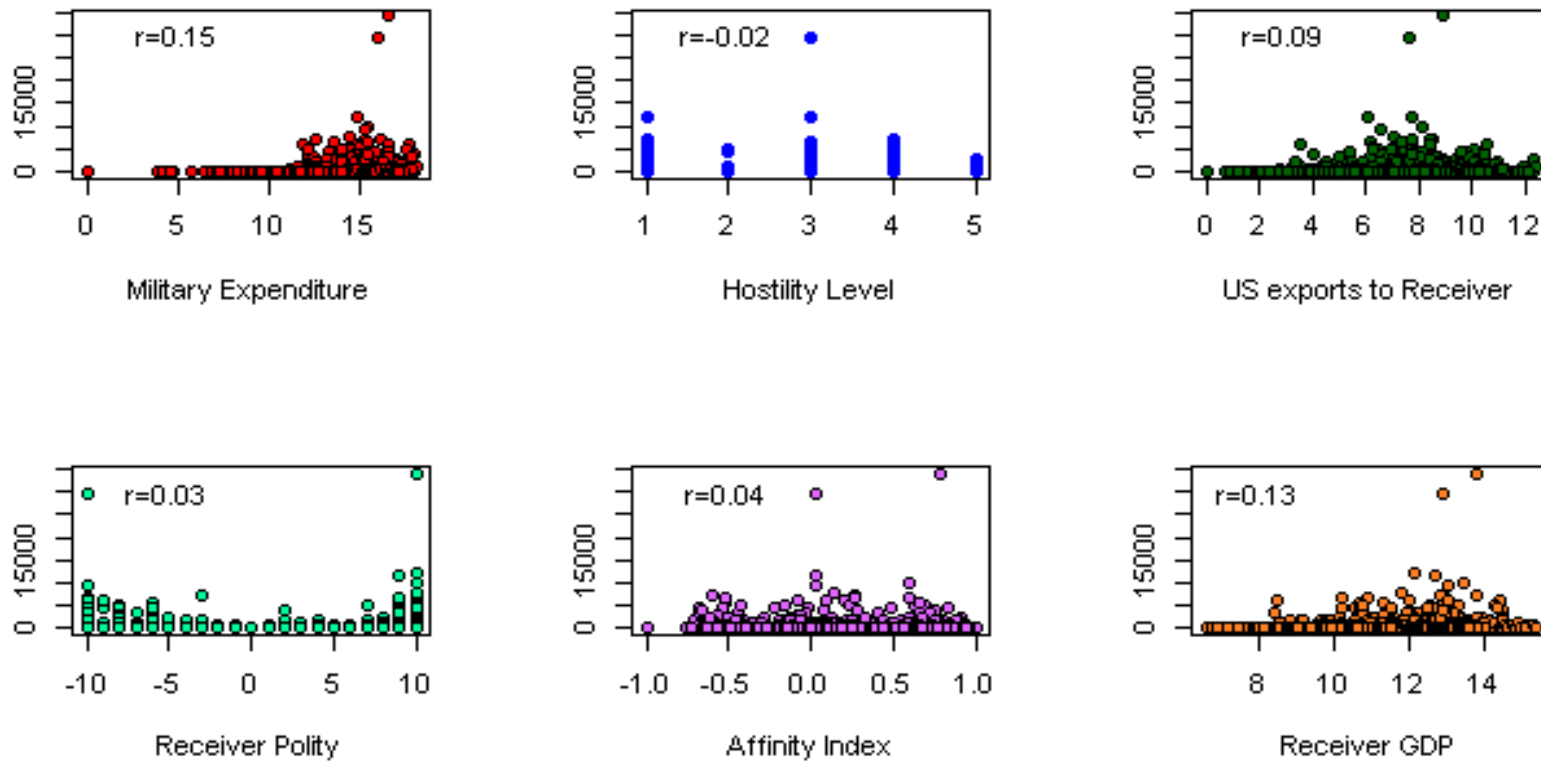 r=0.15
15000
0
0 5 10 15
Military Expenditure
r=-0.02
15000
0
1 2 3 4 5
Hostility Level
r=0.09
15000
0
0 2 4 6 8 10 12
US exports to Receiver
r=0.03
15000
0
-10 -5 0 5 10
Receiver Polity
r=0.04
15000
0
-1.0 -0.5 0.0 0.5 1.0
Affinity Index
r=0.13
15000
0
8 10 12 14
Receiver GDP